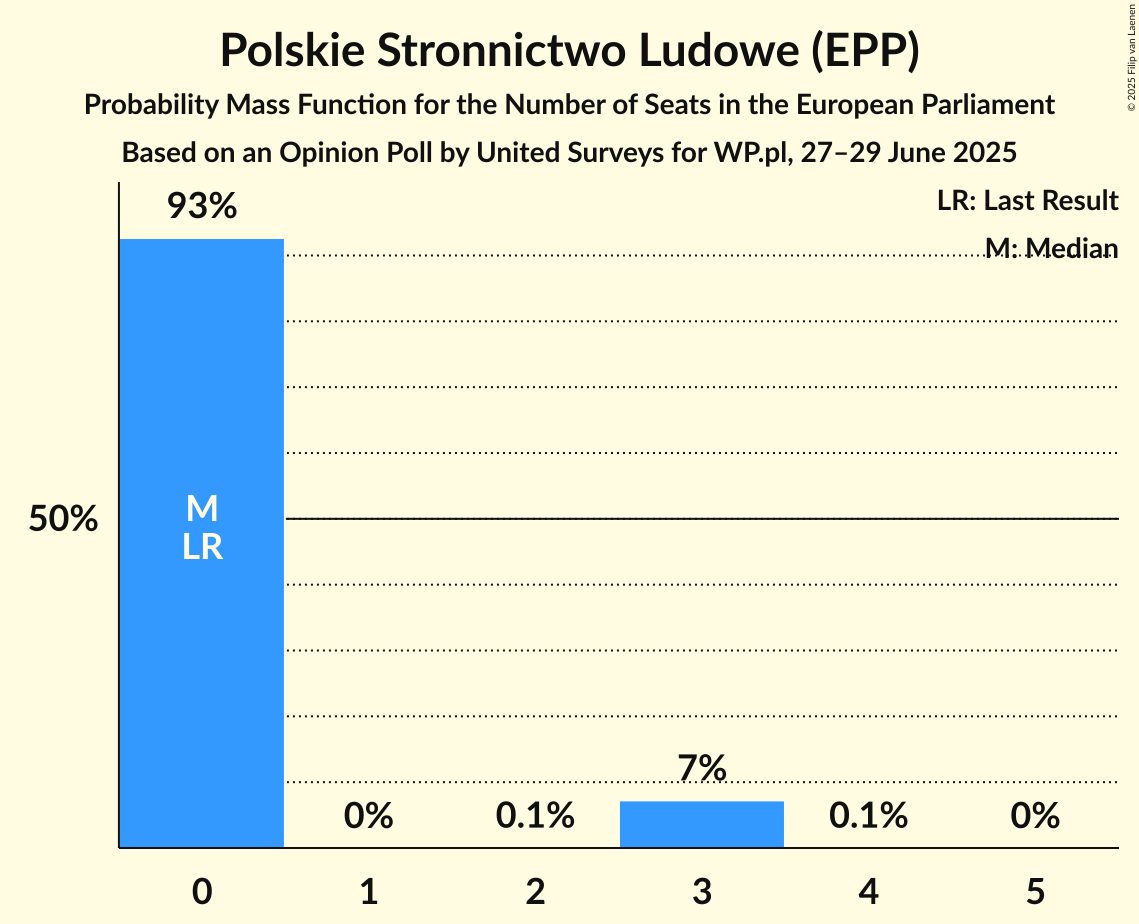 Polskie Stronnictwo Ludowe (EPP)
Probability Mass Function for the Number of Seats in the European Parliament
Based on an Opinion Poll by United Surveys for WP.pl, 27–29 June 2025
© 2025 Filip van Laenen
LR: Last Result
M: Median
93%
50%
M
LR
7%
0%
0.1%
0.1%
0%
0
1
2
3
4
5